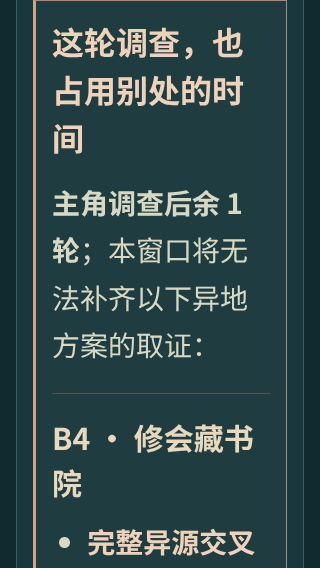 这轮调查，也
占用别处的时
间
主角调查后余 1
轮；本窗口将无
法补齐以下异地
方案的取证：
B4 · 修会藏书
院
• 完整异源交叉